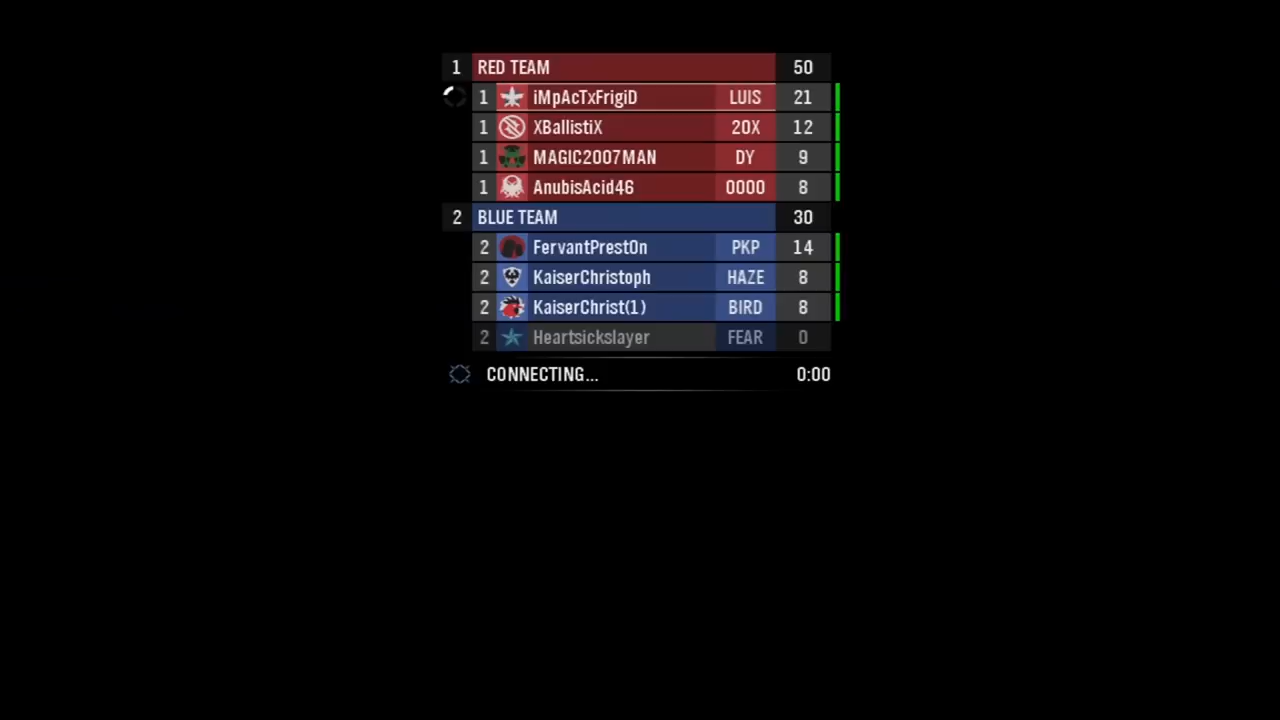 1 RED TEAM 50
1 iMpAcTxFrigiD LUIS 21
1 XBallistiX 20X 12
1 MAGIC2007MAN DY 9
1 AnubisAcid46 0000 8
2 BLUE TEAM 30
2 FervantPrest0n PKP 14
2 KaiserChristoph HAZE 8
2 KaiserChrist(1) BIRD 8
2 Heartsickslayer FEAR 0
CONNECTING... 0:00